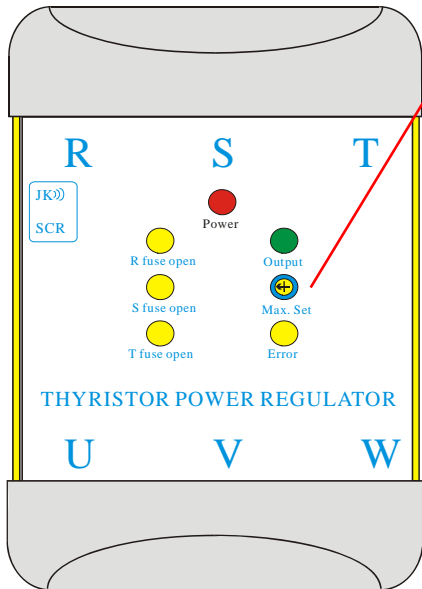 R S T
JK
SCR
Power
R fuse open Output
S fuse open Max. Set
T fuse open Error
THYRISTOR POWER REGULATOR
U V W